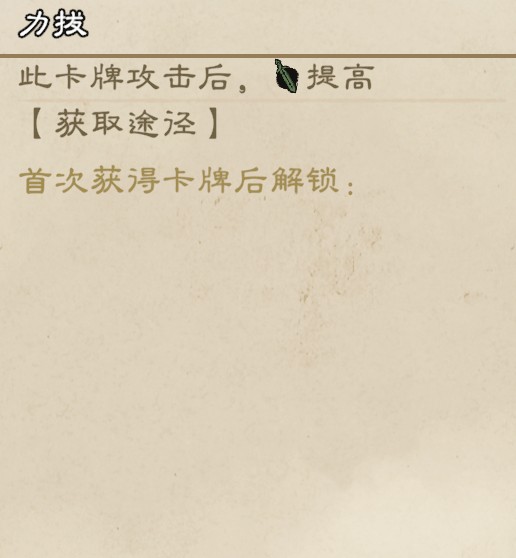 力拔
此卡牌攻击后，提高
【获取途径】
首次获得卡牌后解锁：